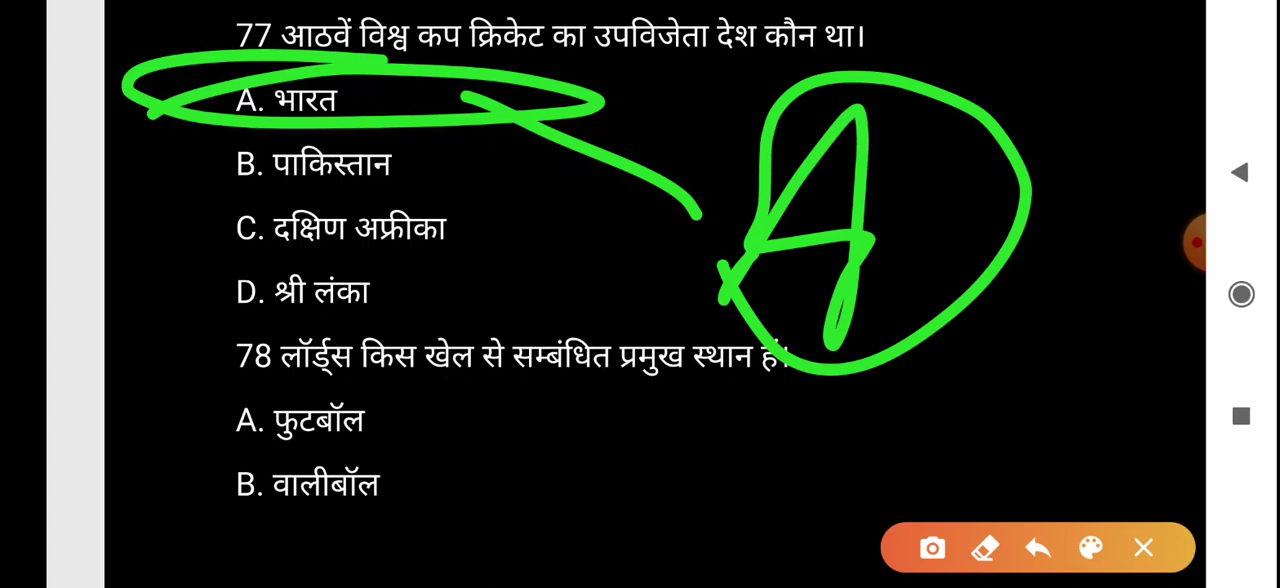 77 आठवें विश्व कप क्रिकेट का उपविजेता देश कौन था।
A. भारत
A
B. पाकिस्तान
C. दक्षिण अफ्रीका
D. श्री लंका
78 लॉर्ड्स किस खेल से सम्बंधित प्रमुख स्थान हैं।
A. फुटबॉल
B. वालीबॉल